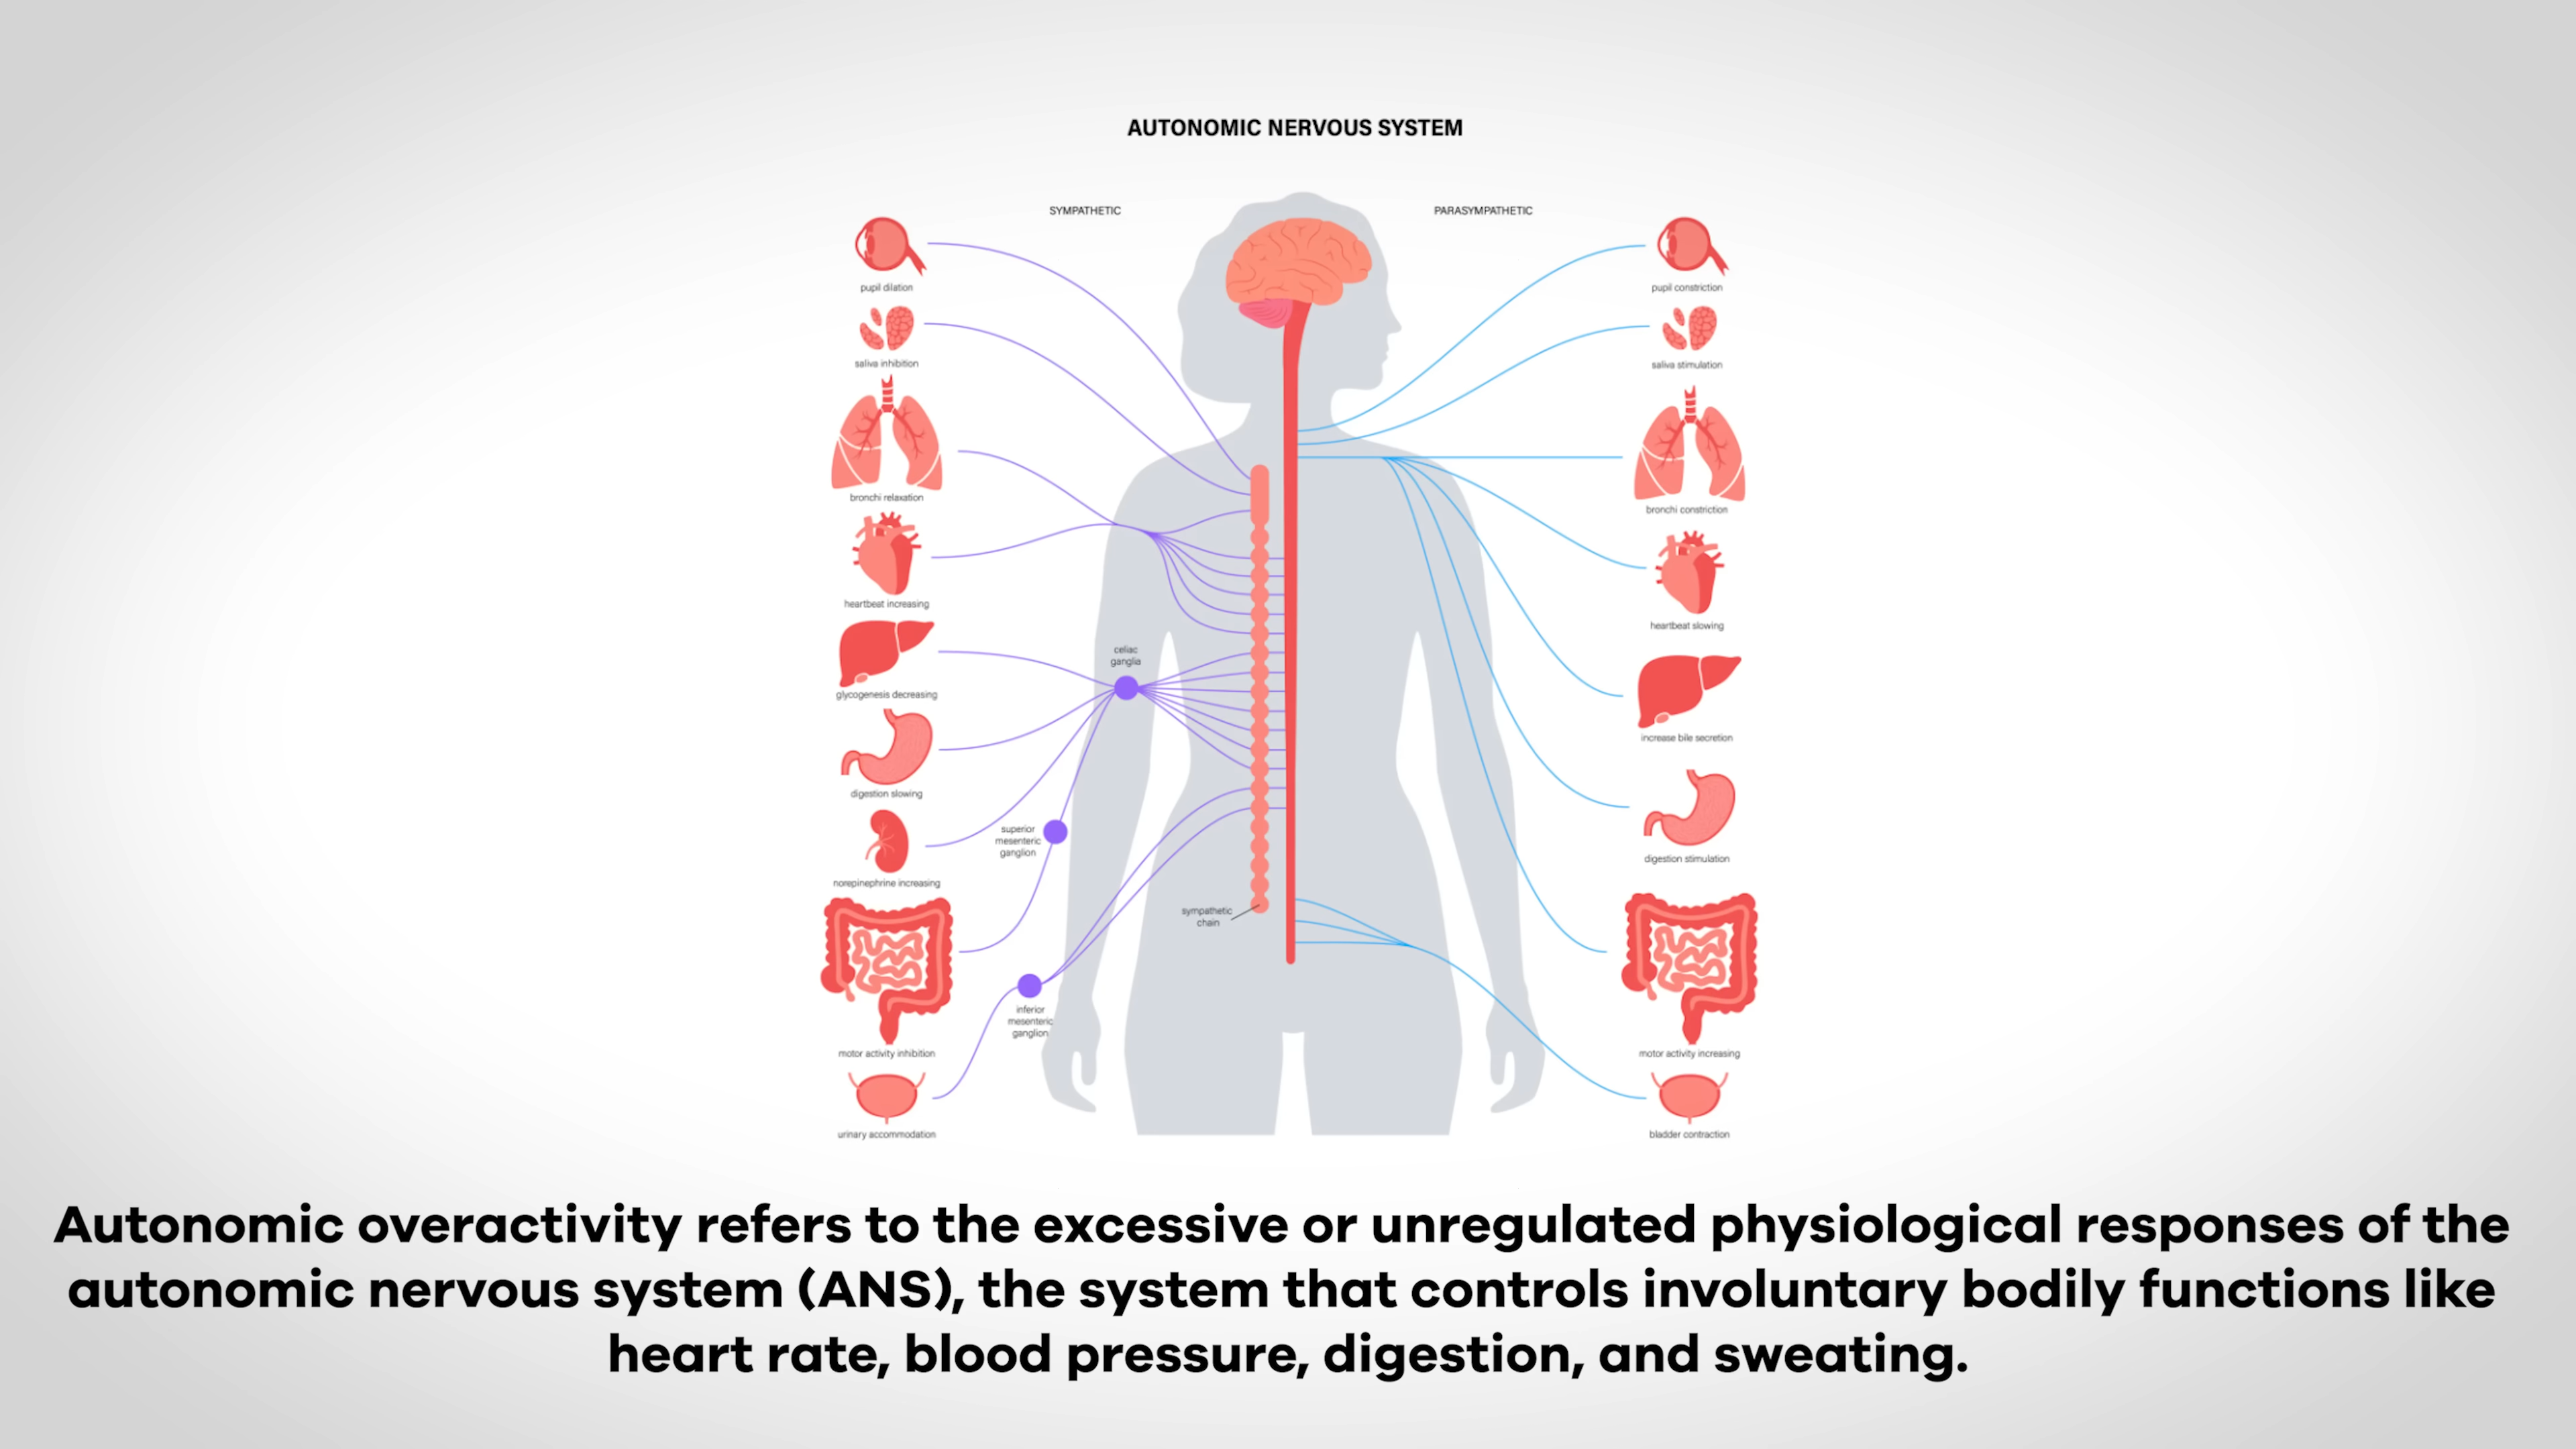 AUTONOMIC NERVOUS SYSTEM
SYMPATHETIC
PARASYMPATHETIC
pupil dilation
saliva inhibition
bronchi relaxation
heartbeat increasing
glycogenesis decreasing
digestion slowing
norepinephrine increasing
motor activity inhibition
urinary accommodation
celiac
ganglia
superior
mesenteric
ganglion
inferior
mesenteric
ganglion
sympathetic
chain
pupil constriction
saliva stimulation
bronchi constriction
heartbeat slowing
increase bile secretion
digestion stimulation
motor activity increasing
bladder contraction
Autonomic overactivity refers to the excessive or unregulated physiological responses of the
autonomic nervous system (ANS), the system that controls involuntary bodily functions like
heart rate, blood pressure, digestion, and sweating.